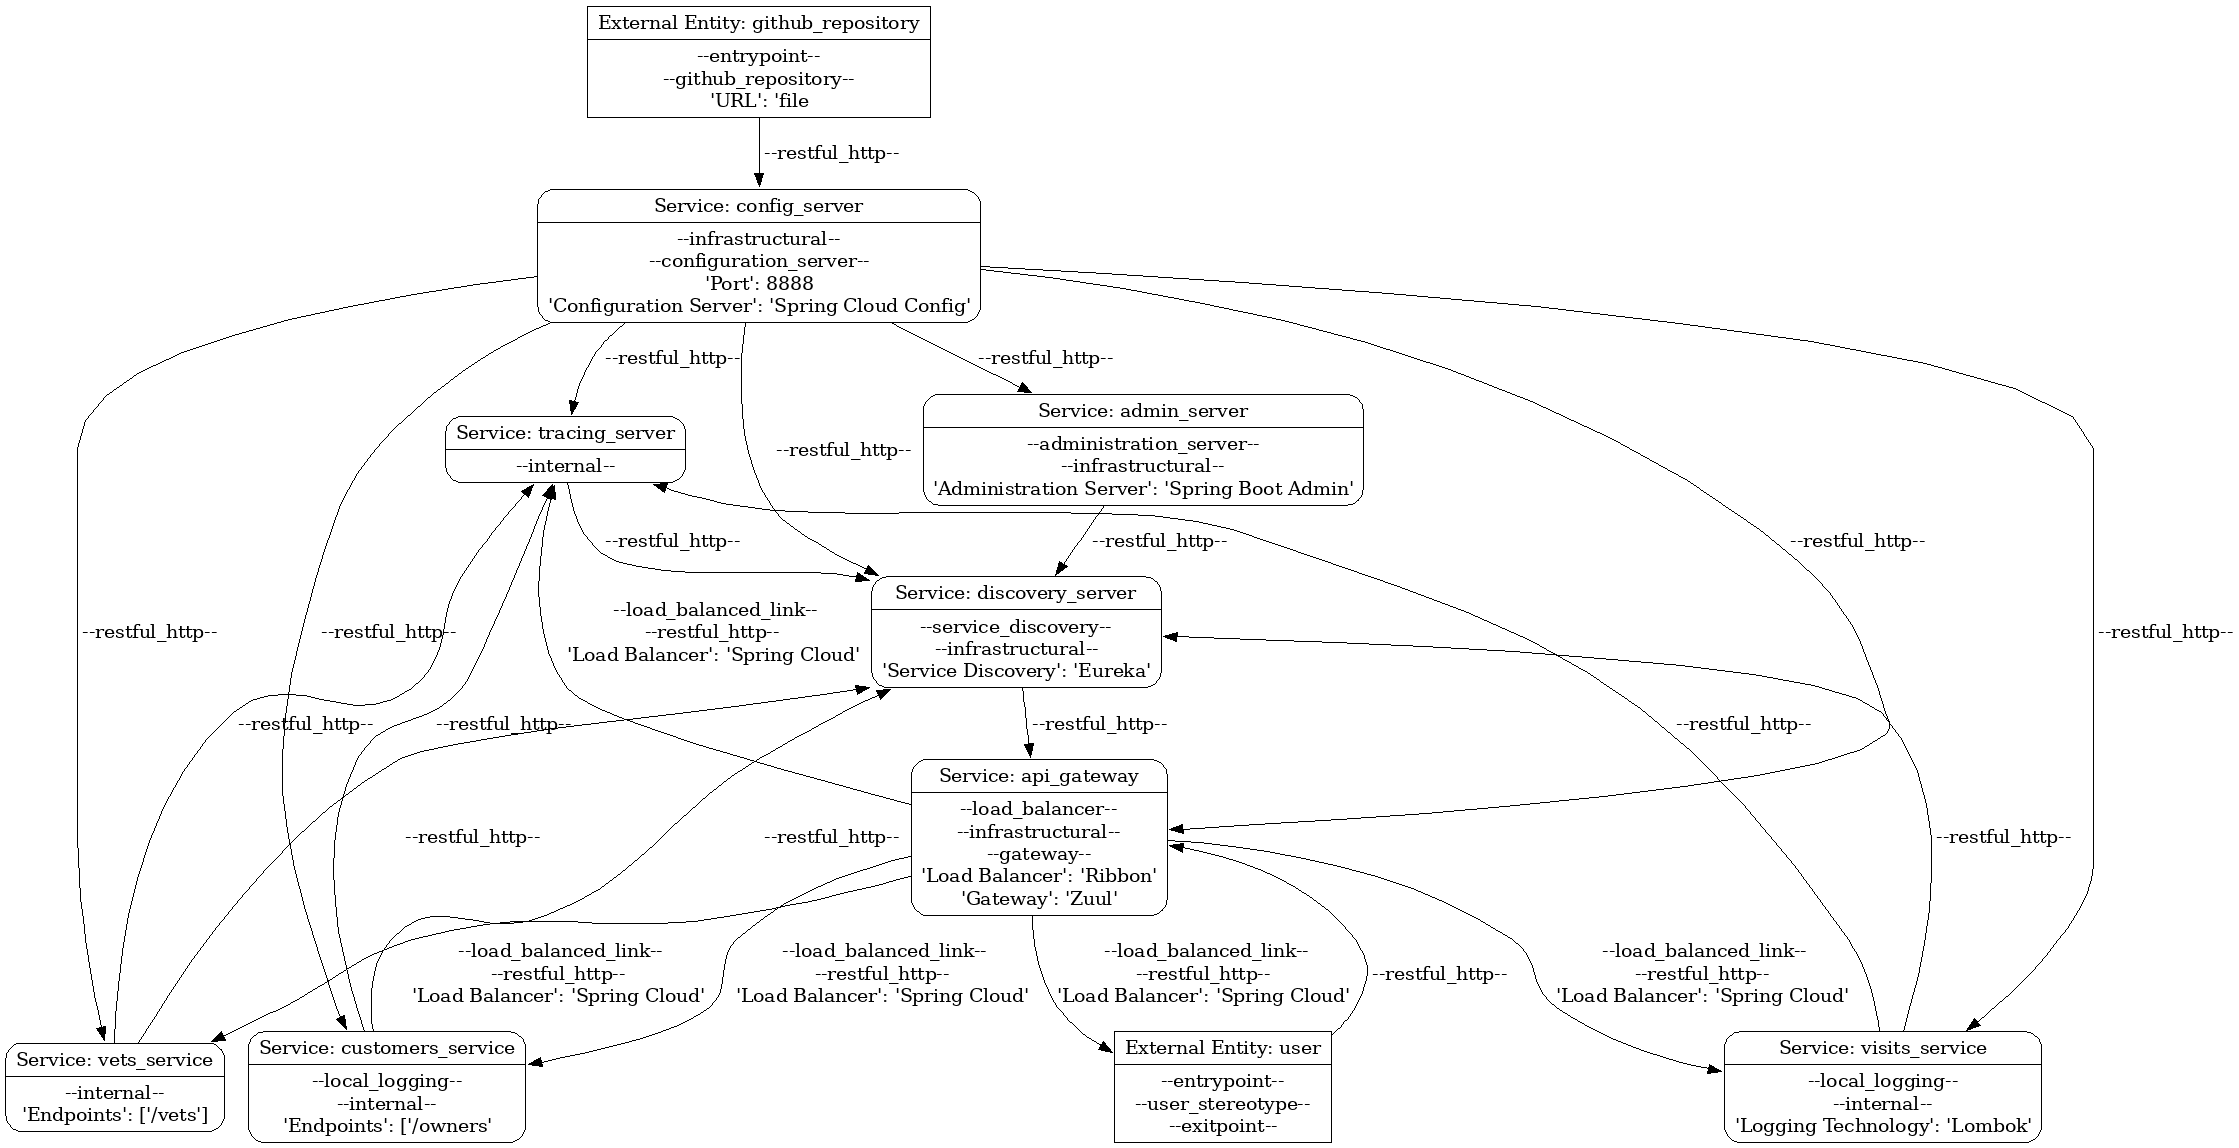 External Entity: github_repository
--entrypoint--
--github_repository--
'URL': 'file
--restful_http--
Service: config_server
--infrastructural--
--configuration_server--
'Port': 8888
'Configuration Server': 'Spring Cloud Config'
--restful_http--
--restful_http--
Service: tracing_server
--internal--
--restful_http--
Service: admin_server
--administration_server--
--infrastructural--
'Administration Server': 'Spring Boot Admin'
--restful_http--
--restful_http--
--restful_http--
--restful_http--
--restful_http--
--load_balanced_link--
--restful_http--
'Load Balancer': 'Spring Cloud'
Service: discovery_server
--service_discovery--
--infrastructural--
'Service Discovery': 'Eureka'
--restful_http--
--restful_http--
--restful_http--
--restful_http--
--restful_http--
--restful_http--
--restful_http--
--restful_http--
Service: api_gateway
--load_balancer--
--infrastructural--
--gateway--
'Load Balancer': 'Ribbon'
'Gateway': 'Zuul'
--restful_http--
--load_balanced_link--
--restful_http--
'Load Balancer': 'Spring Cloud'
--load_balanced_link--
--restful_http--
'Load Balancer': 'Spring Cloud'
--load_balanced_link--
--restful_http--
'Load Balancer': 'Spring Cloud'
--restful_http--
--load_balanced_link--
--restful_http--
'Load Balancer': 'Spring Cloud'
Service: vets_service
--internal--
'Endpoints': ['/vets']
Service: customers_service
--local_logging--
--internal--
'Endpoints': ['/owners'
External Entity: user
--entrypoint--
--user_stereotype--
--exitpoint--
Service: visits_service
--local_logging--
--internal--
'Logging Technology': 'Lombok'